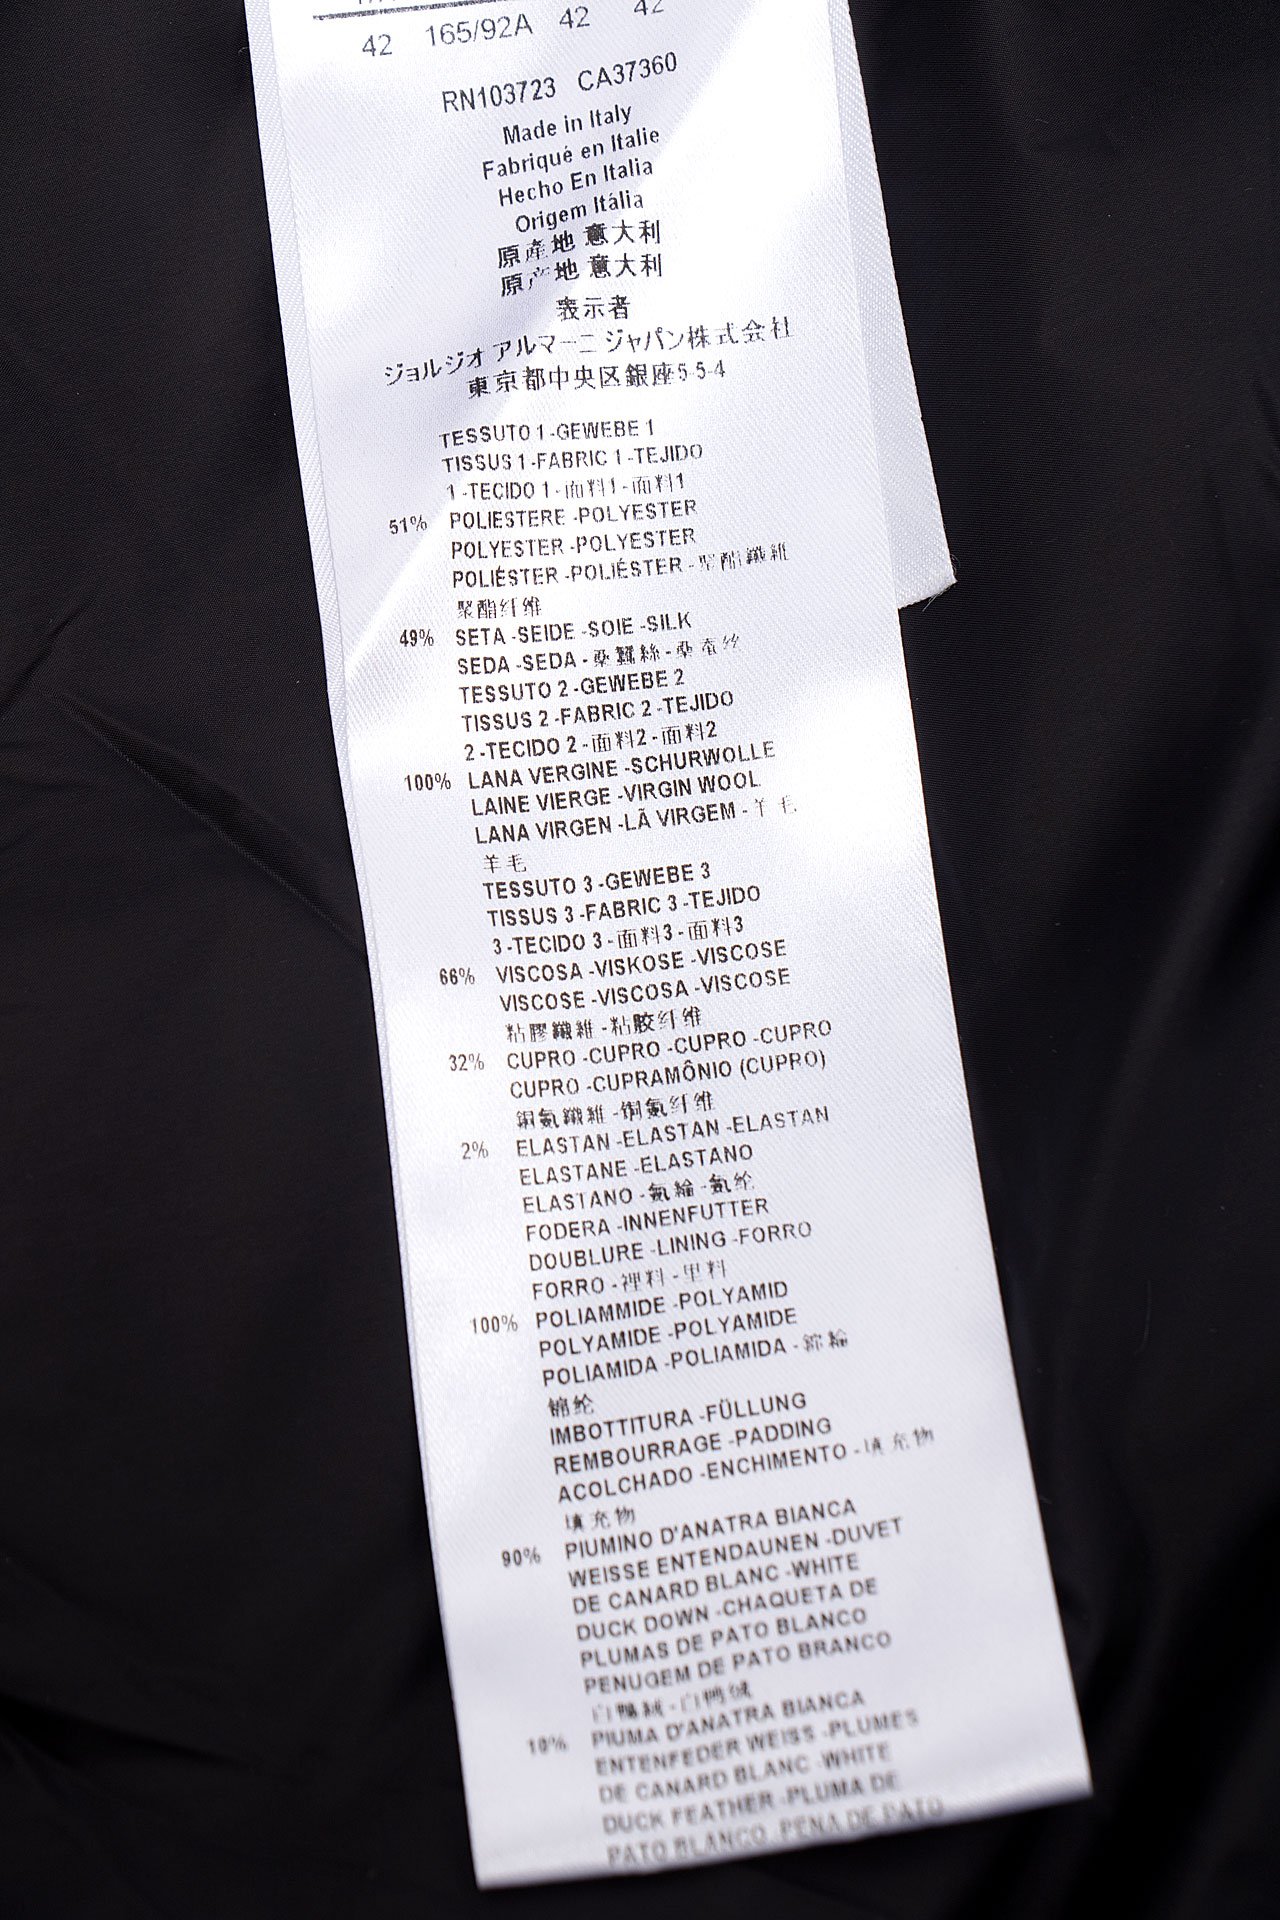 42 165/92A 42 42
RN103723 CA37360
Made in Italy
Fabriqué en Italie
Hecho En Italia
Origem Itália
原產地 意大利
原产地 意大利
表示者
ジョルジオ アルマーニ ジャパン株式会社
東京都中央区銀座5-5-4
TESSUTO 1 -GEWEBE 1
TISSUS 1 -FABRIC 1 -TEJIDO
1 -TECIDO 1 - 面料1 - 面料1
51% POLIESTERE -POLYESTER
POLYESTER -POLYESTER
POLIÉSTER -POLIÉSTER - 聚酯纖維
聚酯纤维
49% SETA -SEIDE -SOIE -SILK
SEDA -SEDA - 桑蠶絲 - 桑蚕丝
TESSUTO 2 -GEWEBE 2
TISSUS 2 -FABRIC 2 -TEJIDO
2 -TECIDO 2 - 面料2 - 面料2
100% LANA VERGINE -SCHURWOLLE
LAINE VIERGE -VIRGIN WOOL
LANA VIRGEN -LÃ VIRGEM - 羊毛
羊毛
TESSUTO 3 -GEWEBE 3
TISSUS 3 -FABRIC 3 -TEJIDO
3 -TECIDO 3 - 面料3 - 面料3
66% VISCOSA -VISKOSE -VISCOSE
VISCOSE -VISCOSA -VISCOSE
粘膠纖維 - 粘胶纤维
32% CUPRO -CUPRO -CUPRO -CUPRO
CUPRO -CUPRAMÔNIO (CUPRO)
銅氨纖維 - 铜氨纤维
2% ELASTAN -ELASTAN -ELASTAN
ELASTANE -ELASTANO
ELASTANO - 氨綸 - 氨纶
FODERA -INNENFUTTER
DOUBLURE -LINING -FORRO
FORRO - 裡料 - 里料
100% POLIAMMIDE -POLYAMID
POLYAMIDE -POLYAMIDE
POLIAMIDA -POLIAMIDA - 錦綸
锦纶
IMBOTTITURA -FÜLLUNG
REMBOURRAGE -PADDING
ACOLCHADO -ENCHIMENTO - 填充物
填充物
90% PIUMINO D'ANATRA BIANCA
WEISSE ENTENDAUNEN -DUVET
DE CANARD BLANC -WHITE
DUCK DOWN -CHAQUETA DE
PLUMAS DE PATO BLANCO
PENUGEM DE PATO BRANCO
白鴨絨 - 白鸭绒
10% PIUMA D'ANATRA BIANCA
ENTENFEDER WEISS -PLUMES
DE CANARD BLANC -WHITE
DUCK FEATHER -PLUMA DE
PATO BLANCO -PENA DE PATO